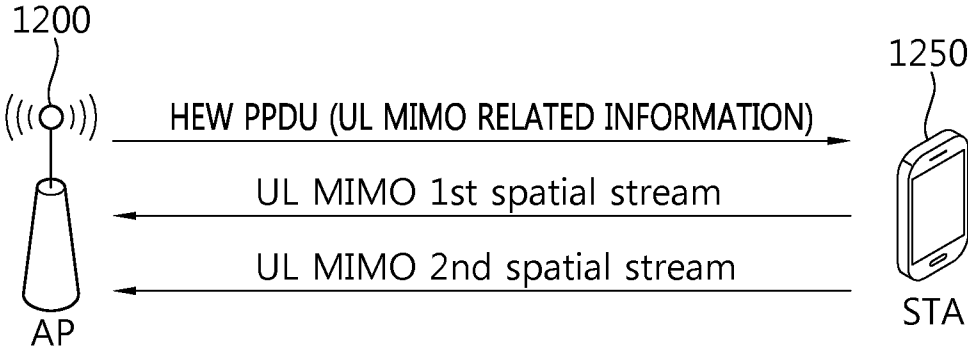 1200
1250
HEW PPDU (UL MIMO RELATED INFORMATION)
UL MIMO 1st spatial stream
UL MIMO 2nd spatial stream
AP
STA